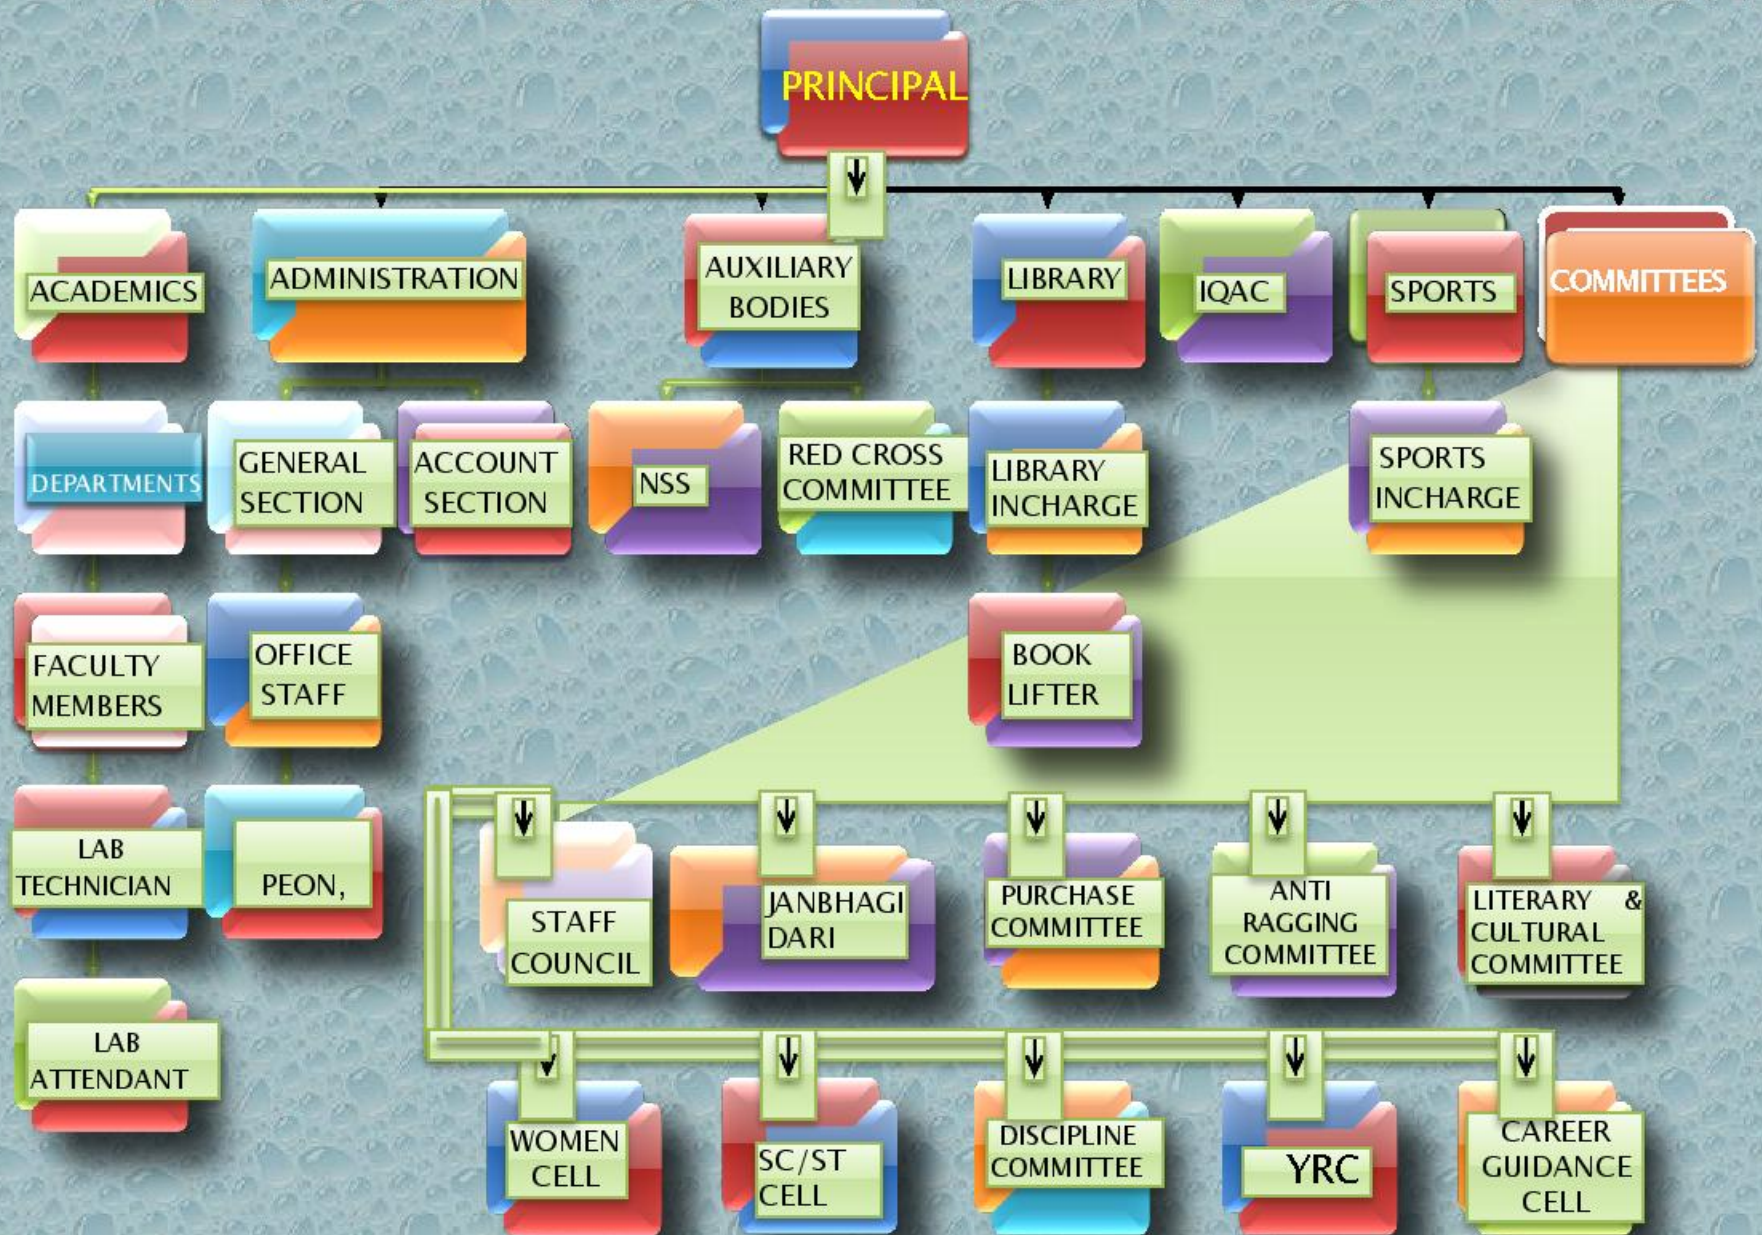 PRINCIPAL
ACADEMICS
ADMINISTRATION
AUXILIARY
BODIES
LIBRARY
IQAC
SPORTS
COMMITTEES
DEPARTMENTS
GENERAL
SECTION
ACCOUNT
SECTION
NSS
RED CROSS
COMMITTEE
LIBRARY
INCHARGE
SPORTS
INCHARGE
FACULTY
MEMBERS
OFFICE
STAFF
BOOK
LIFTER
LAB
TECHNICIAN
PEON,
STAFF
COUNCIL
JANBHAGI
DARI
PURCHASE
COMMITTEE
ANTI
RAGGING
COMMITTEE
LITERARY &
CULTURAL
COMMITTEE
LAB
ATTENDANT
WOMEN
CELL
SC/ST
CELL
DISCIPLINE
COMMITTEE
YRC
CAREER
GUIDANCE
CELL